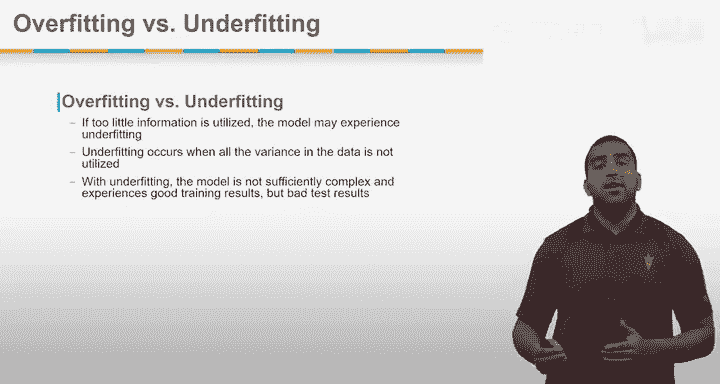 Overfitting vs. Underfitting
Overfitting vs. Underfitting
– If too little information is utilized, the model may experience
underfitting
– Underfitting occurs when all the variance in the data is not
utilized
– With underfitting, the model is not sufficiently complex and
experiences good training results, but bad test results